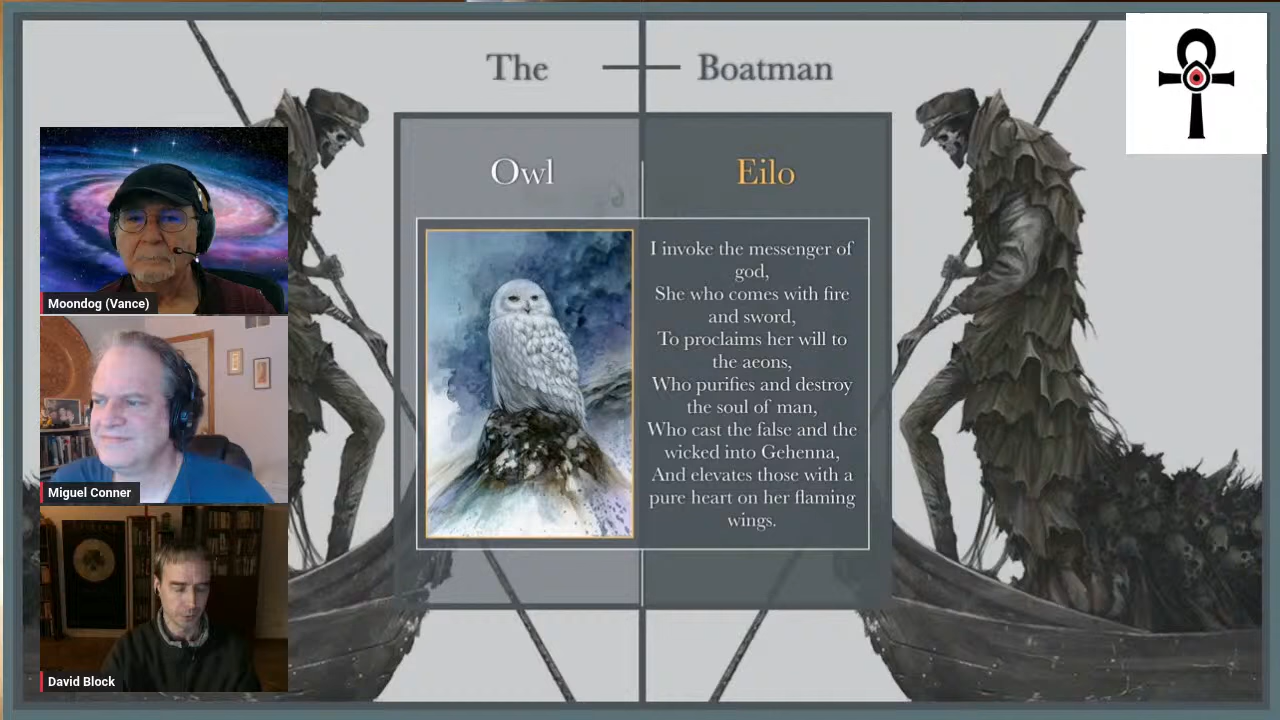 The Boatman
Owl
Eilo
I invoke the messenger of
god,
She who comes with fire
and sword,
To proclaims her will to
the aeons,
Who purifies and destroy
the soul of man,
Who cast the false and the
wicked into Gehenna,
And elevates those with a
pure heart on her flaming
wings.
Moondog (Vance)
Miguel Conner
David Block